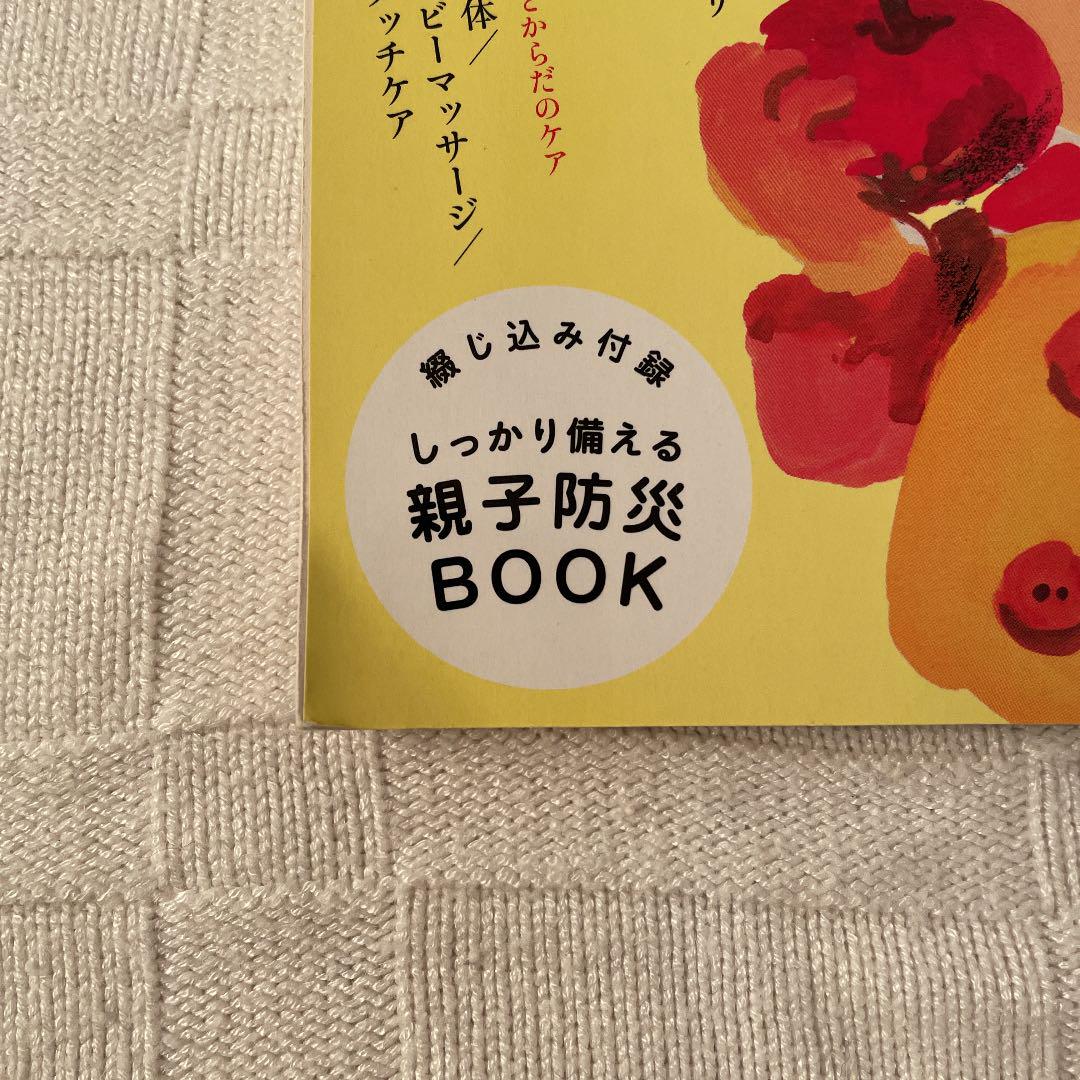 り
とからだのケア
体／
ビーマッサージ／
ッチケア
綴じ込み付録
しっかり備える
親子防災
BOOK